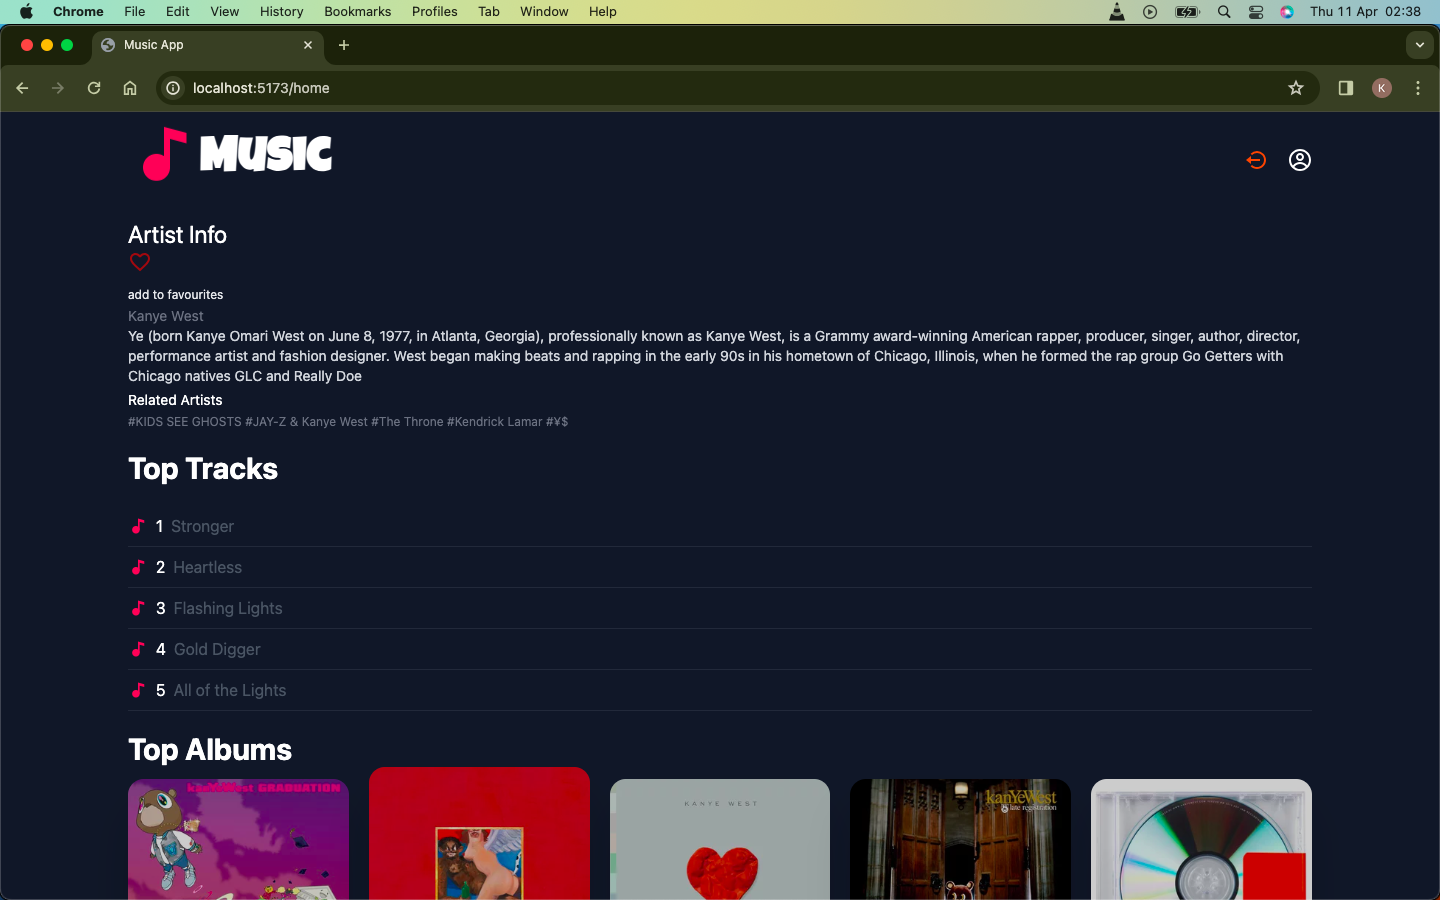 Chrome File Edit View History Bookmarks Profiles Tab Window Help Thu 11 Apr 02:38
Music App
localhost:5173/home
K
MUSIC
Artist Info
add to favourites
Kanye West
Ye (born Kanye Omari West on June 8, 1977, in Atlanta, Georgia), professionally known as Kanye West, is a Grammy award-winning American rapper, producer, singer, author, director,
performance artist and fashion designer. West began making beats and rapping in the early 90s in his hometown of Chicago, Illinois, when he formed the rap group Go Getters with
Chicago natives GLC and Really Doe
Related Artists
#KIDS SEE GHOSTS #JAY-Z & Kanye West #The Throne #Kendrick Lamar #¥$
Top Tracks
1 Stronger
2 Heartless
3 Flashing Lights
4 Gold Digger
5 All of the Lights
Top Albums
kanYeWest GRADUATION
KANYE WEST
kanYeWest
late registration